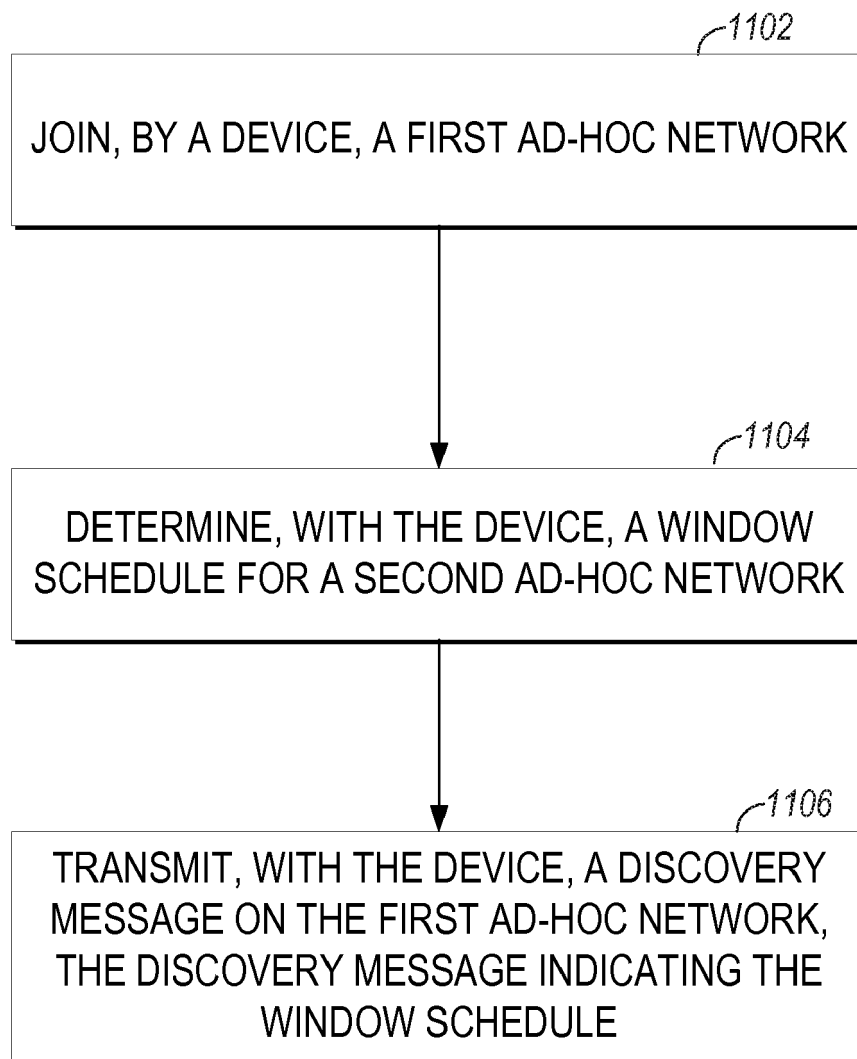 1102
JOIN, BY A DEVICE, A FIRST AD-HOC NETWORK
1104
DETERMINE, WITH THE DEVICE, A WINDOW
SCHEDULE FOR A SECOND AD-HOC NETWORK
1106
TRANSMIT, WITH THE DEVICE, A DISCOVERY
MESSAGE ON THE FIRST AD-HOC NETWORK,
THE DISCOVERY MESSAGE INDICATING THE
WINDOW SCHEDULE